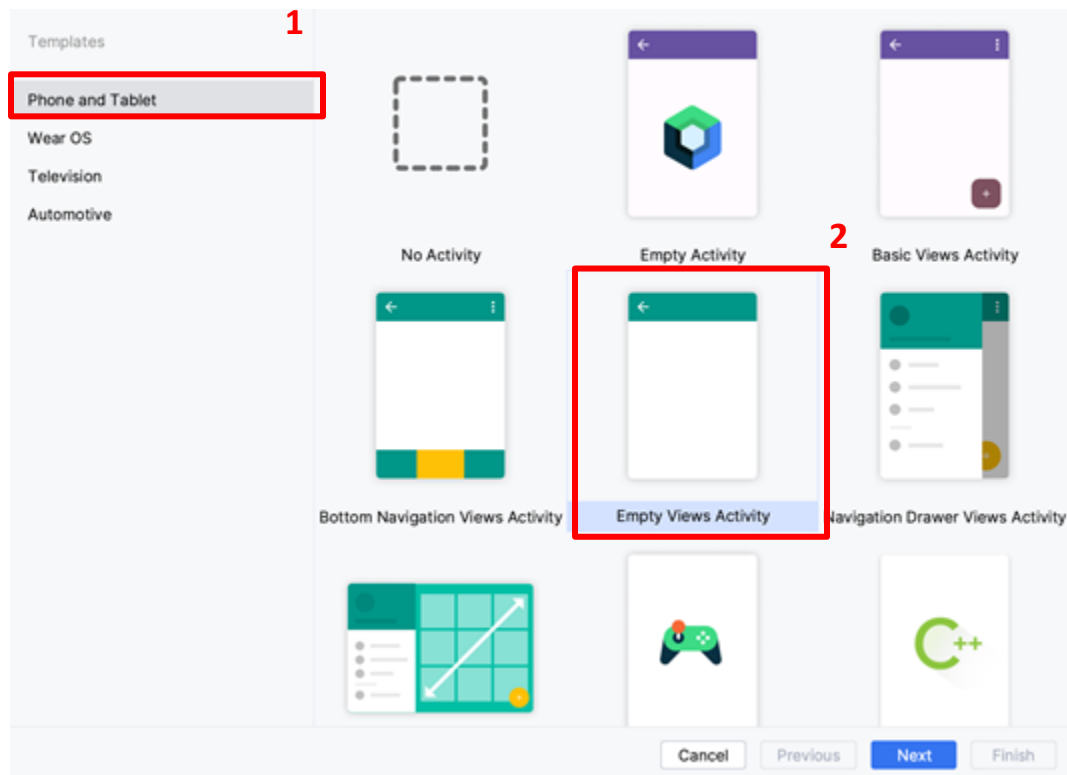 1
Templates
Phone and Tablet
Wear OS
Television
Automotive
No Activity
Empty Activity
2
Basic Views Activity
Bottom Navigation Views Activity
Empty Views Activity
Navigation Drawer Views Activity
C++
Cancel
Previous
Next
Finish